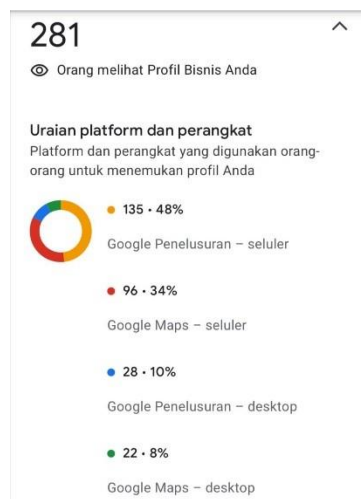 281
Orang melihat Profil Bisnis Anda
Uraian platform dan perangkat
Platform dan perangkat yang digunakan orang-
orang untuk menemukan profil Anda
135 • 48%
Google Penelusuran – seluler
96 • 34%
Google Maps – seluler
28 • 10%
Google Penelusuran – desktop
22 • 8%
Google Maps – desktop